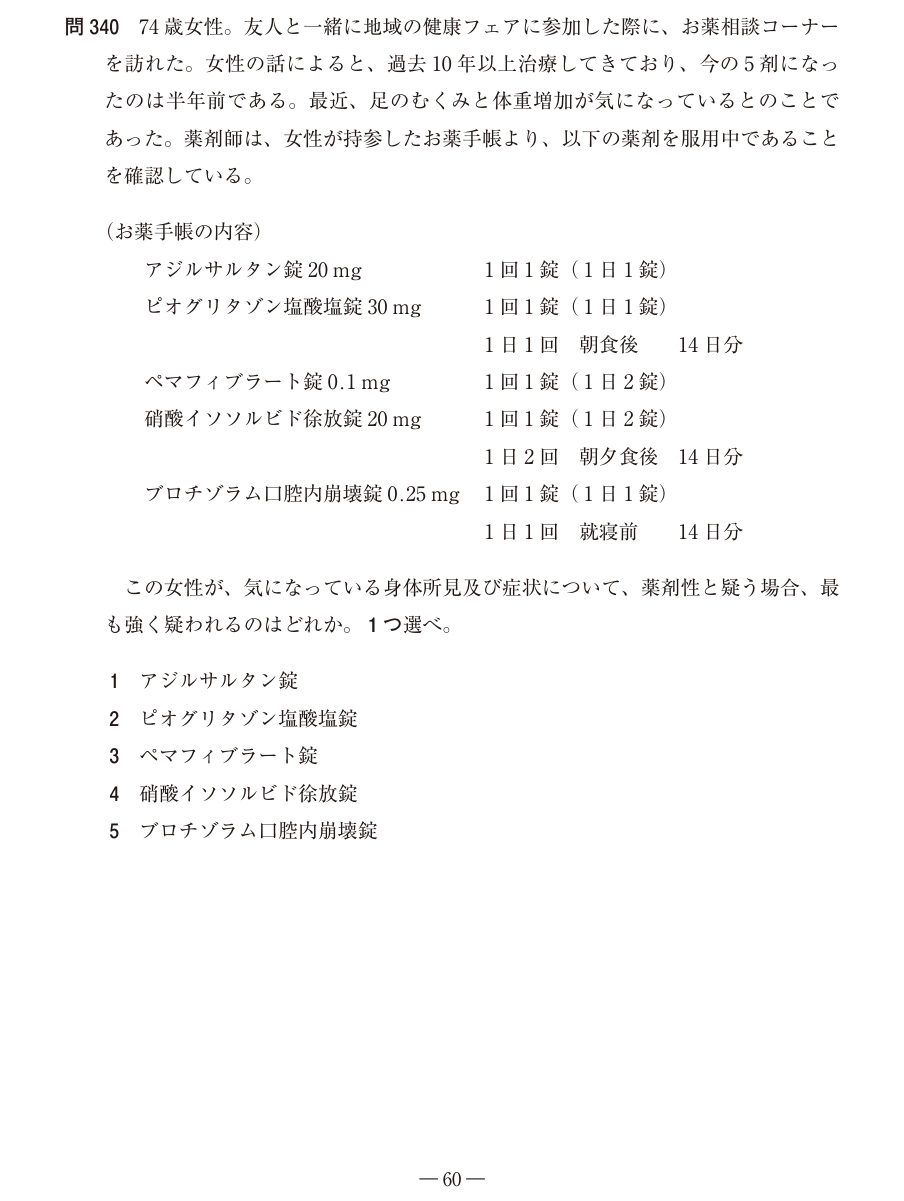 問 340 74 歳女性。友人と一緒に地域の健康フェアに参加した際に、お薬相談コーナー
を訪れた。女性の話によると、過去 10 年以上治療してきており、今の 5 剤になっ
たのは半年前である。最近、足のむくみと体重増加が気になっているとのことで
あった。薬剤師は、女性が持参したお薬手帳より、以下の薬剤を服用中であること
を確認している。
（お薬手帳の内容）
アジルサルタン錠 20 mg 1 回 1 錠（1 日 1 錠）
ピオグリタゾン塩酸塩錠 30 mg 1 回 1 錠（1 日 1 錠）
1 日 1 回 朝食後 14 日分
ペマフィブラート錠 0.1 mg 1 回 1 錠（1 日 2 錠）
硝酸イソソルビド徐放錠 20 mg 1 回 1 錠（1 日 2 錠）
1 日 2 回 朝夕食後 14 日分
ブロチゾラム口腔内崩壊錠 0.25 mg 1 回 1 錠（1 日 1 錠）
1 日 1 回 就寝前 14 日分
この女性が、気になっている身体所見及び症状について、薬剤性と疑う場合、最
も強く疑われるのはどれか。1つ選べ。
1 アジルサルタン錠
2 ピオグリタゾン塩酸塩錠
3 ペマフィブラート錠
4 硝酸イソソルビド徐放錠
5 ブロチゾラム口腔内崩壊錠
― 60 ―